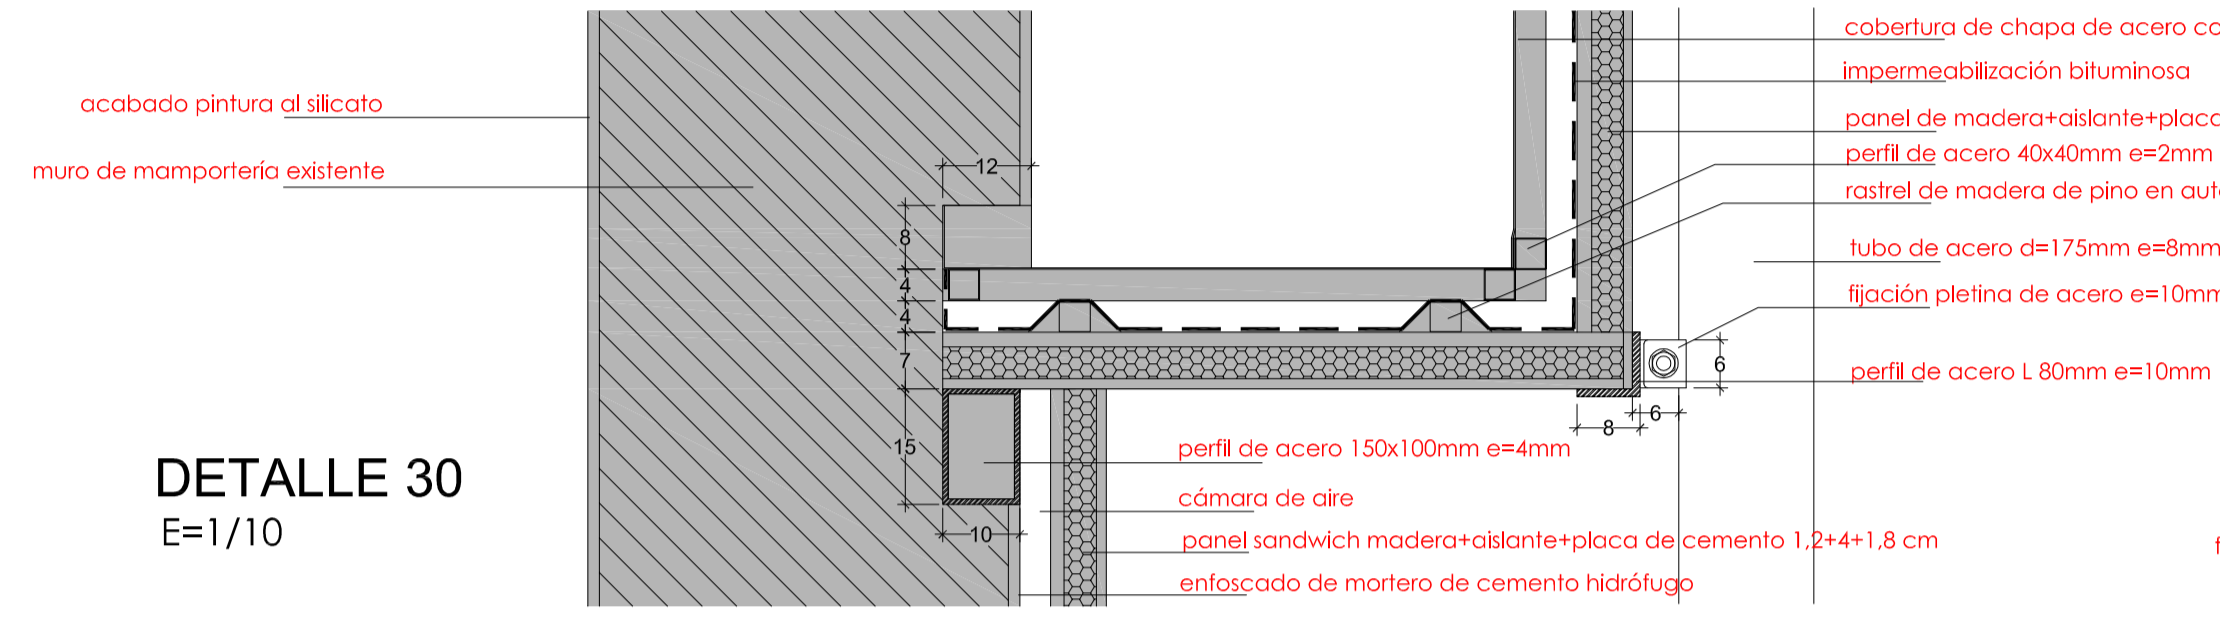 acabado pintura al silicato
muro de mamportería existente
DETALLE 30
E=1/10
12
8
4
4
7
15
10
perfil de acero 150x100mm e=4mm
cámara de aire
panel sandwich madera+aislante+placa de cemento 1,2+4+1,8 cm
enfoscado de mortero de cemento hidrófugo
cobertura de chapa de acero
impermeabilización bituminosa
panel de madera+aislante+placa
perfil de acero 40x40mm e=2mm
rastrel de madera de pino en
tubo de acero d=175mm e=8mm
fijación pletina de acero e=10mm
perfil de acero L 80mm e=10mm
6
6
8